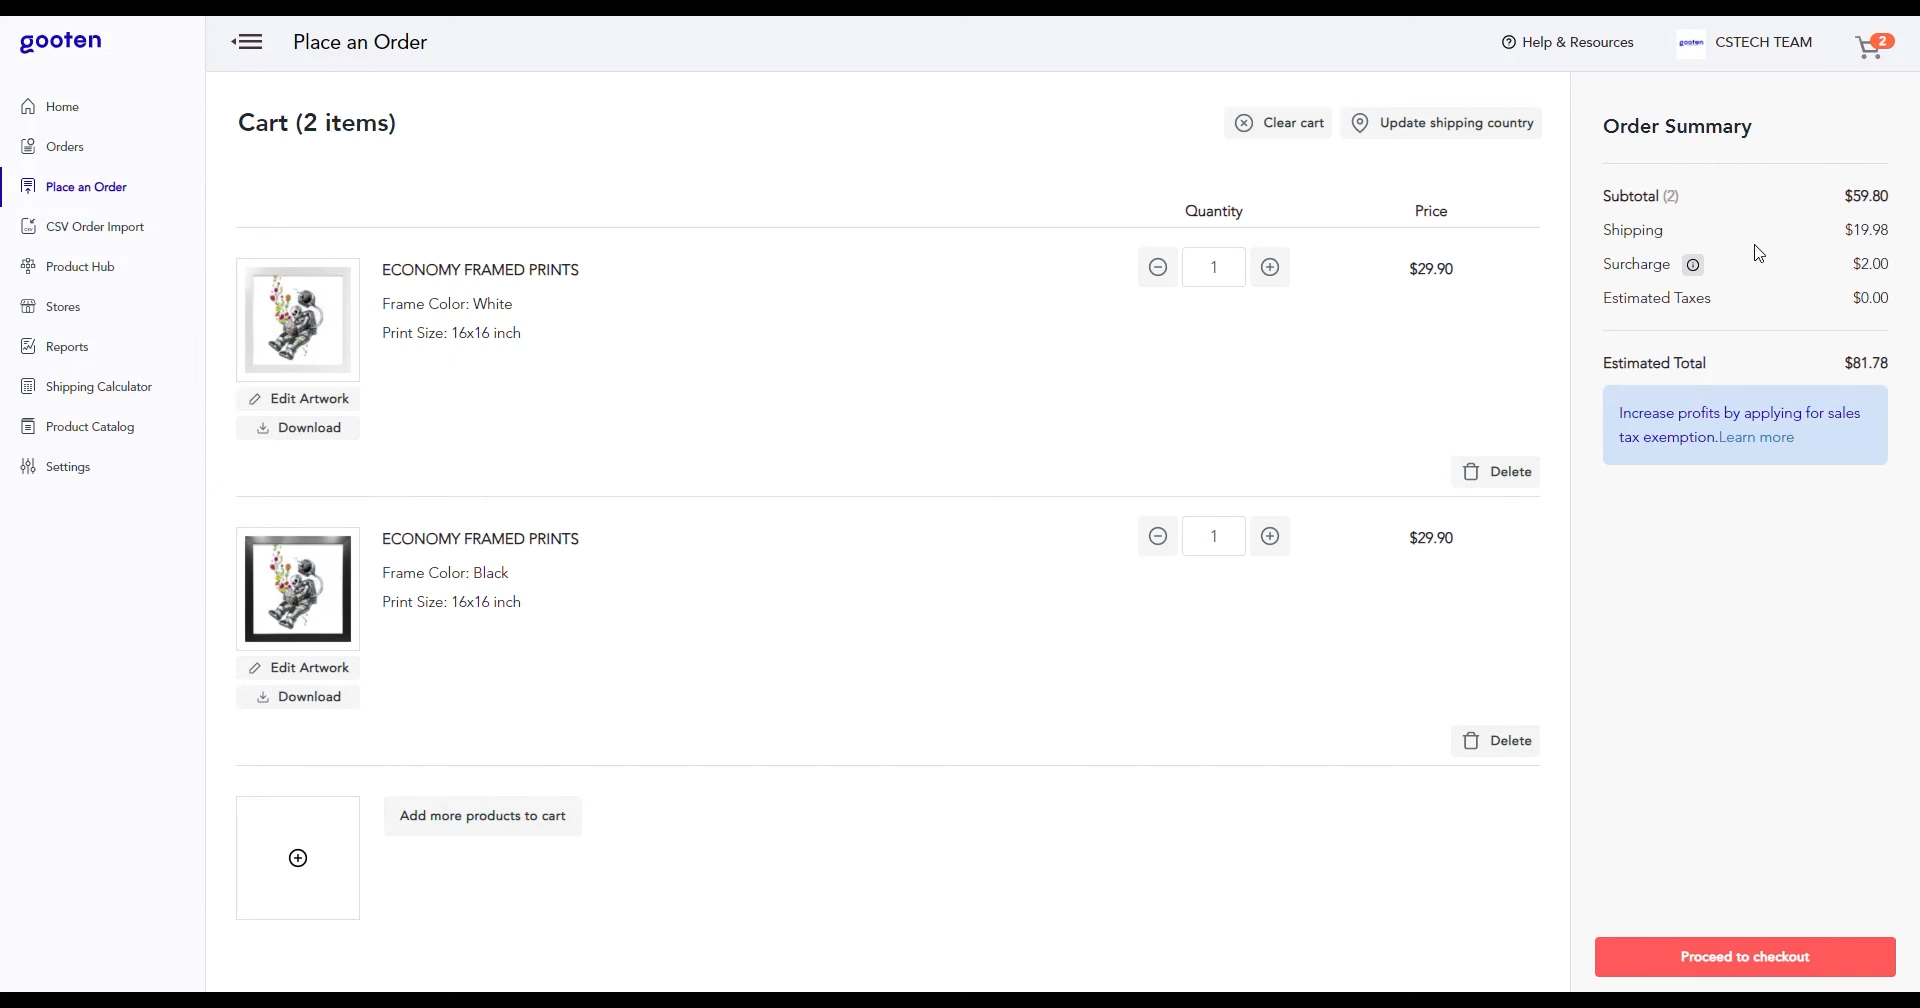 gooten
Place an Order
Help & Resources
gooten
CSTECH TEAM
2
Home
Orders
Place an Order
CSV Order Import
Product Hub
Stores
Reports
Shipping Calculator
Product Catalog
Settings
Cart (2 items)
Clear cart
Update shipping country
Quantity
Price
ECONOMY FRAMED PRINTS
Frame Color: White
Print Size: 16x16 inch
1
$29.90
Edit Artwork
Download
Delete
ECONOMY FRAMED PRINTS
Frame Color: Black
Print Size: 16x16 inch
1
$29.90
Edit Artwork
Download
Delete
Add more products to cart
Order Summary
Subtotal (2) $59.80
Shipping $19.98
Surcharge $2.00
Estimated Taxes $0.00
Estimated Total $81.78
Increase profits by applying for sales
tax exemption.Learn more
Proceed to checkout